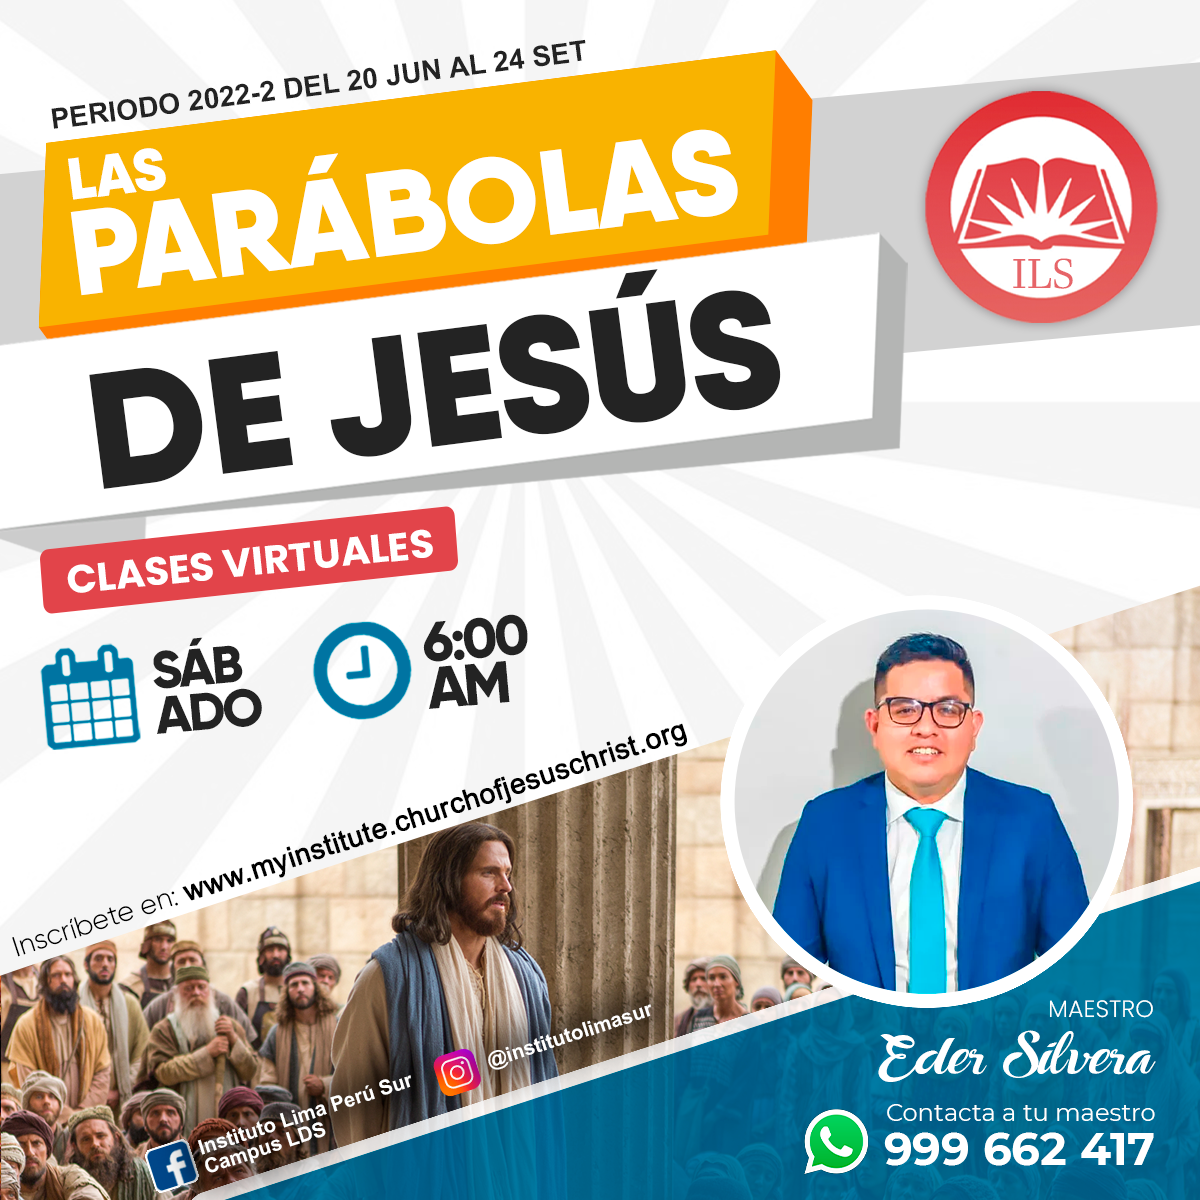 PERIODO 2022-2 DEL 20 JUN AL 24 SET
LAS
PARÁBOLAS
DE JESÚS
ILS
CLASES VIRTUALES
SÁB
ADO
6:00
AM
Inscríbete en: www.myinstitute.churchofjesuschrist.org
@institutolimasur
Instituto Lima Perú Sur
Campus LDS
MAESTRO
Eder Silvera
Contacta a tu maestro
999 662 417